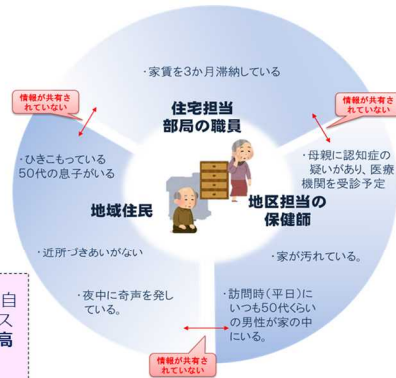 ・家賃を3か月滞納している
情報が共有さ
れていない
住宅担当
部局の職員
情報が共有さ
れていない
・ひきこもっている
50代の息子がいる
・母親に認知症の
疑いがあり、医療
機関を受診予定
地域住民
地区担当の
保健師
・近所づきあいがない
・家が汚れている。
・夜中に奇声を発し
ている。
・訪問時(平日)に
いつも50代くらい
の男性が家の中
にいる。
自
ス
高
情報が共有さ
れていない